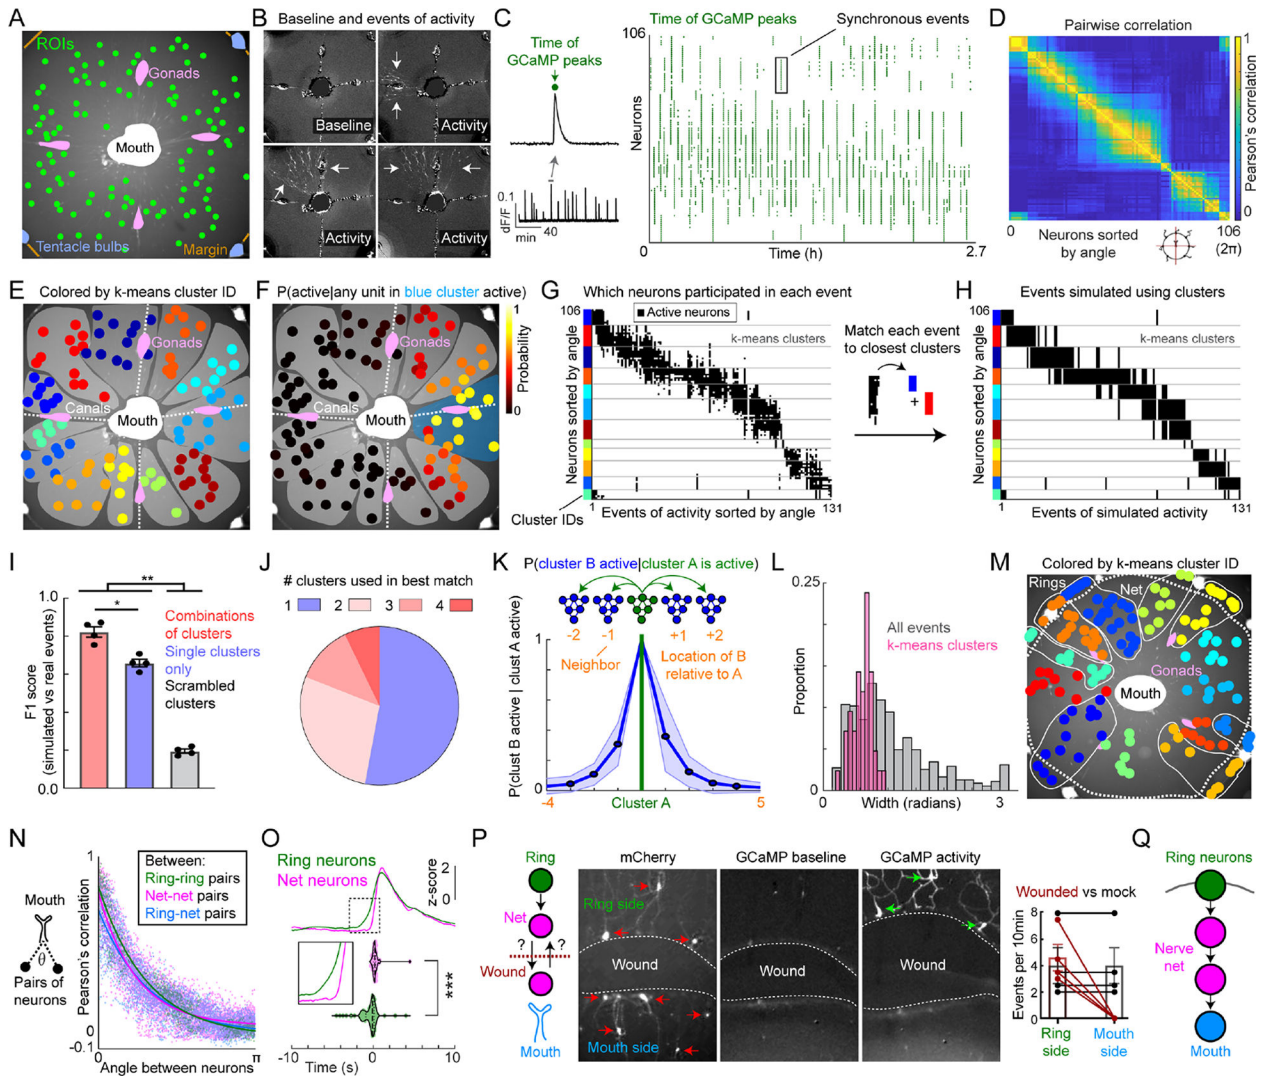 A
ROIs
Gonads
Mouth
Tentacle bulbs
Margin
B
Baseline and events of activity
Baseline
Activity
Activity
Activity
C
Time of
GCaMP peaks
0.1
dF/F
min
40
Time of GCaMP peaks
Synchronous events
106
Neurons
0
Time (h)
2.7
D
Pairwise correlation
1
Pearson's correlation
0
0
Neurons sorted
by angle
106
(2π)
E
Colored by k-means cluster ID
Gonads
Canals
Mouth
F
P(active|any unit in blue cluster active)
Gonads
Canals
Mouth
1
Probability
0
G
Which neurons participated in each event
Active neurons
k-means clusters
106
Neurons sorted by angle
1
1
Events of activity sorted by angle
131
Cluster IDs
Match each event
to closest clusters
+
H
Events simulated using clusters
k-means clusters
106
Neurons sorted by angle
1
1
Events of simulated activity
131
I
**
*
1.0
F1 score
(simulated vs real events)
0.0
Combinations
of clusters
Single clusters
only
Scrambled
clusters
J
# clusters used in best match
1 2 3 4
K
P(cluster B active|cluster A is active)
-2 -1 +1 +2
Neighbor
Location of B
relative to A
1
P(clust B active | clust A active)
0
-4
Cluster A
5
L
0.25
Proportion
0
0
Width (radians)
3
All events
k-means clusters
M
Colored by k-means cluster ID
Rings
Net
Gonads
Mouth
N
Mouth
θ
Pairs of
neurons
1
Pearson's correlation
0
-0.1
0
π
Angle between neurons
Between:
Ring-ring pairs
Net-net pairs
Ring-net pairs
O
Ring neurons
Net neurons
2
0
z-score
***
-10
0
10
Time (s)
P
Ring
Net
?
?
Wound
Mouth
mCherry
Ring side
Wound
Mouth side
GCaMP baseline
Wound
GCaMP activity
Wound
Wounded vs mock
8
6
4
2
0
Events per 10min
Ring
side
Mouth
side
Q
Ring neurons
Nerve
net
Mouth